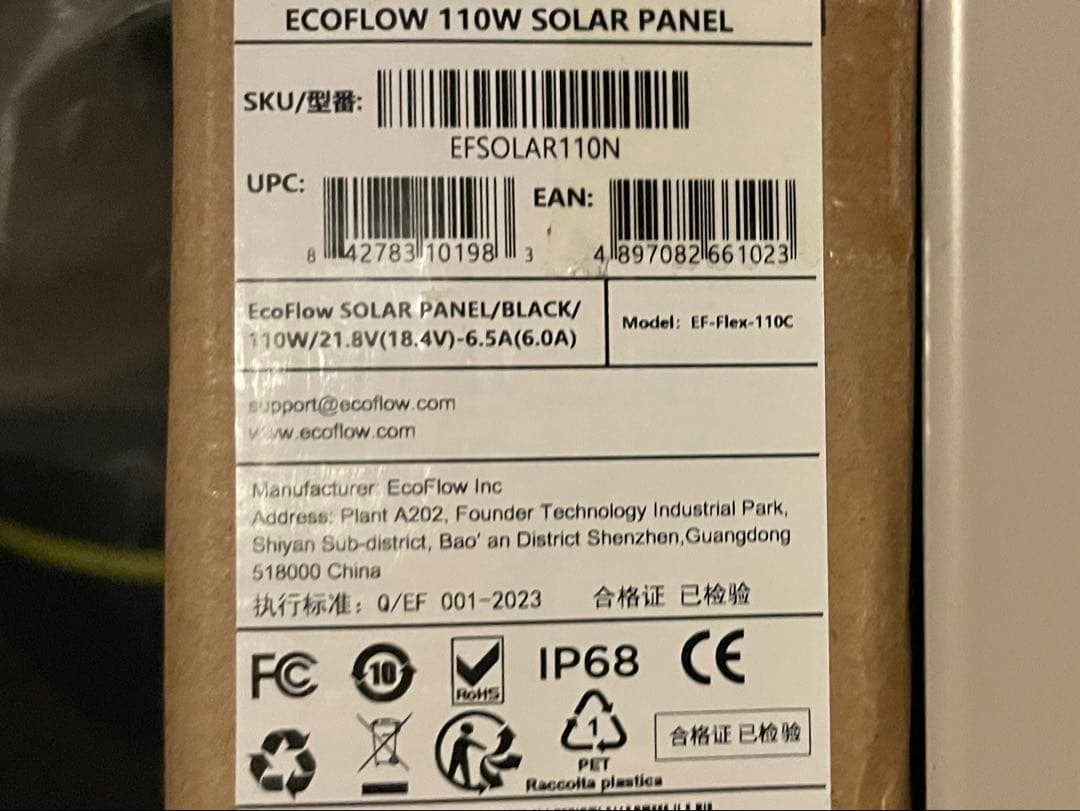 ECOFLOW 110W SOLAR PANEL
SKU/型番:
EFSOLAR110N
UPC:
8 42783 10198 3
EAN:
4 897082 661023
EcoFlow SOLAR PANEL/BLACK/
110W/21.8V(18.4V)-6.5A(6.0A)
Model: EF-Flex-110C
support@ecoflow.com
www.ecoflow.com
Manufacturer: EcoFlow Inc
Address: Plant A202, Founder Technology Industrial Park,
Shiyan Sub-district, Bao' an District Shenzhen,Guangdong
518000 China
执行标准: Q/EF 001-2023 合格证 已检验
FC 10 RoHS IP68 CE
1
PET
Raccolta plastica
合格证 已检验